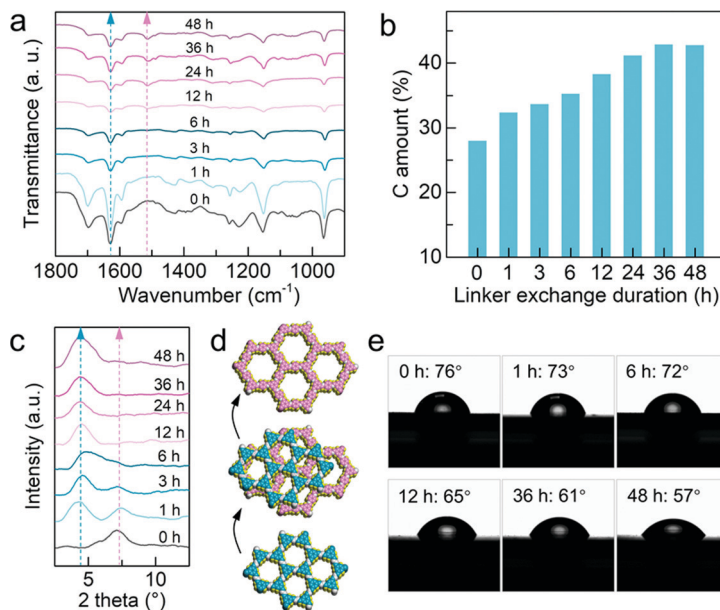 a
48 h
36 h
24 h
12 h
6 h
3 h
1 h
0 h
Transmittance (a. u.)
1800 1600 1400 1200 1000
Wavenumber (cm⁻¹)
b
C amount (%)
40
30
20
10
0 1 3 6 12 24 36 48
Linker exchange duration (h)
c
48 h
36 h
24 h
12 h
6 h
3 h
1 h
0 h
Intensity (a.u.)
5 10
2 theta (°)
d
e
0 h: 76°
1 h: 73°
6 h: 72°
12 h: 65°
36 h: 61°
48 h: 57°